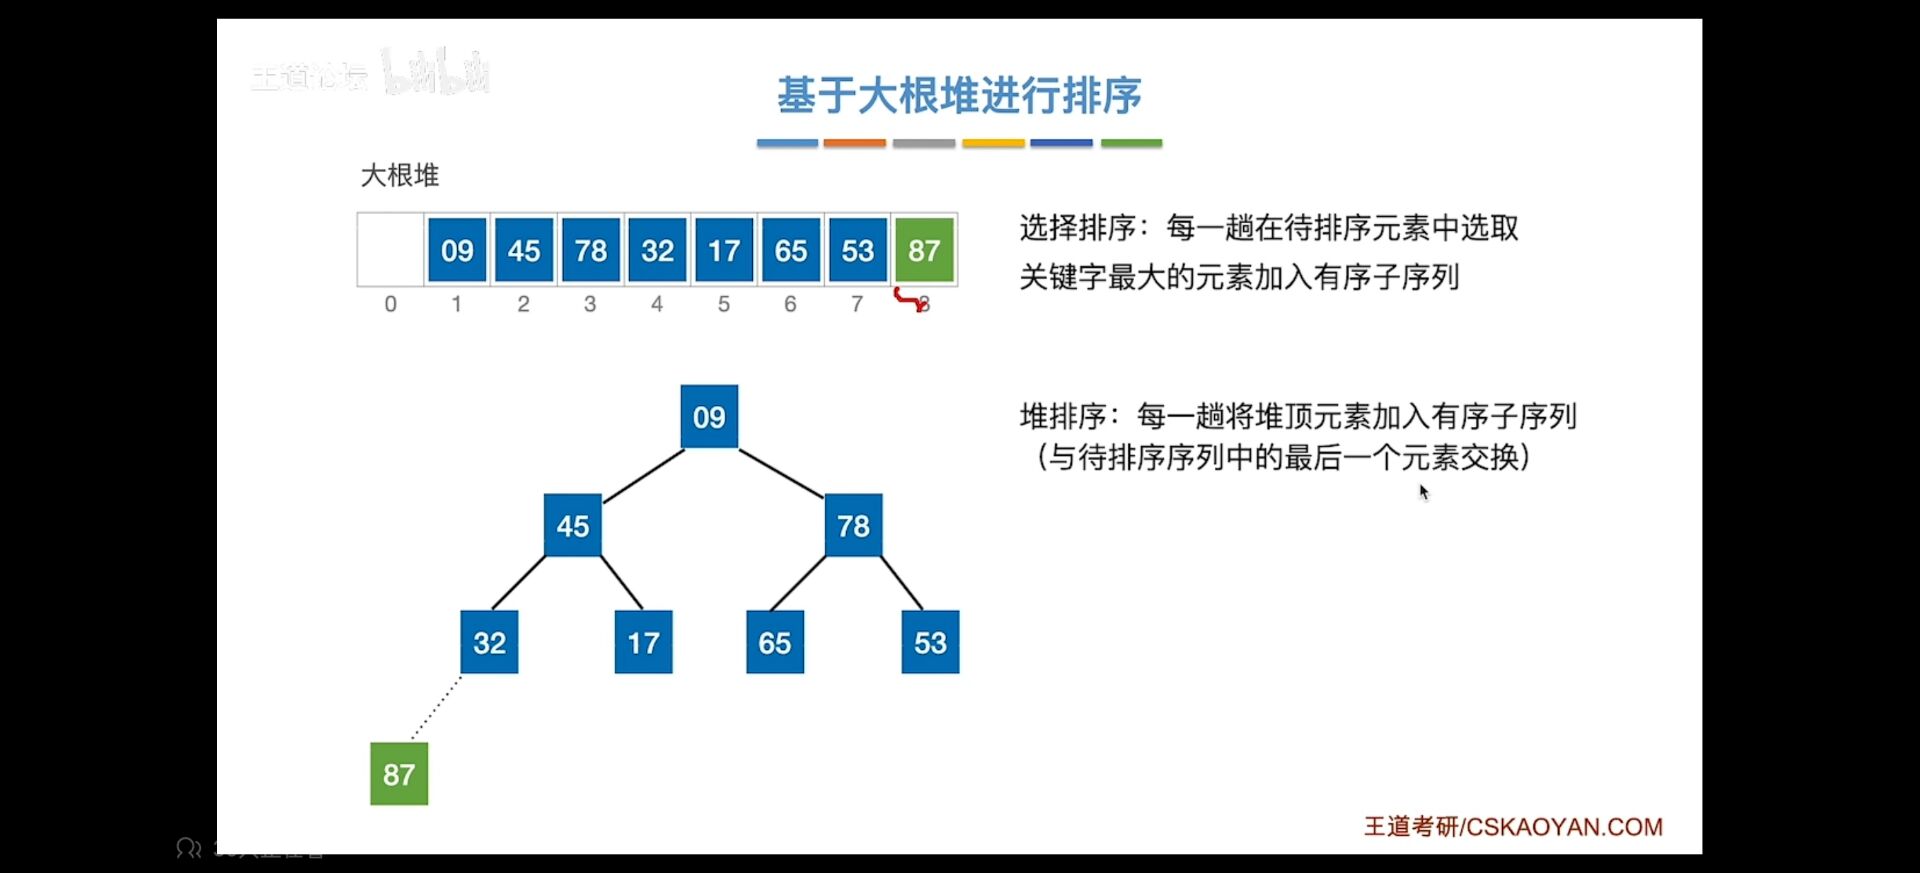 王道论坛 bilibili
基于大根堆进行排序
大根堆
09 45 78 32 17 65 53 87
0 1 2 3 4 5 6 7 8
选择排序：每一趟在待排序元素中选取
关键字最大的元素加入有序子序列
堆排序：每一趟将堆顶元素加入有序子序列
（与待排序序列中的最后一个元素交换）
09
45 78
32 17 65 53
87
王道考研/CSKAOYAN.COM